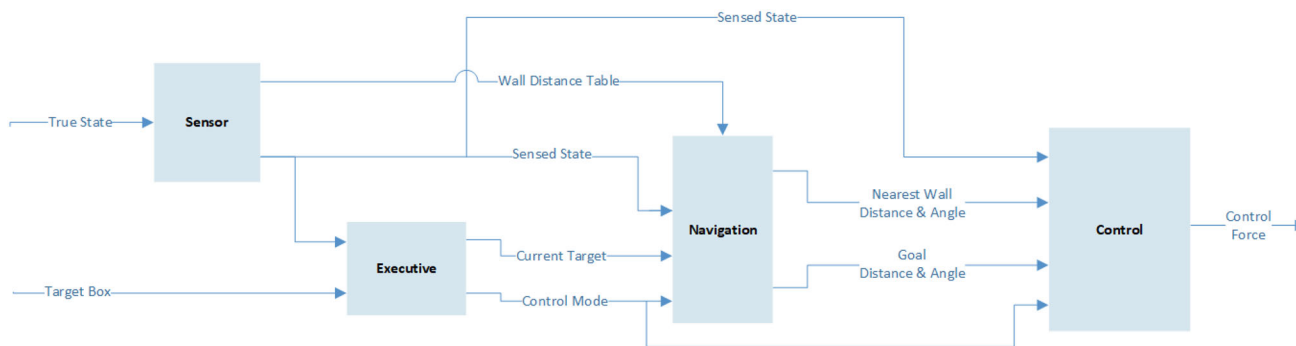 Sensed State
Wall Distance Table
True State
Sensor
Sensed State
Nearest Wall
Distance & Angle
Navigation
Control
Control
Force
Executive
Current Target
Goal
Distance & Angle
Target Box
Control Mode